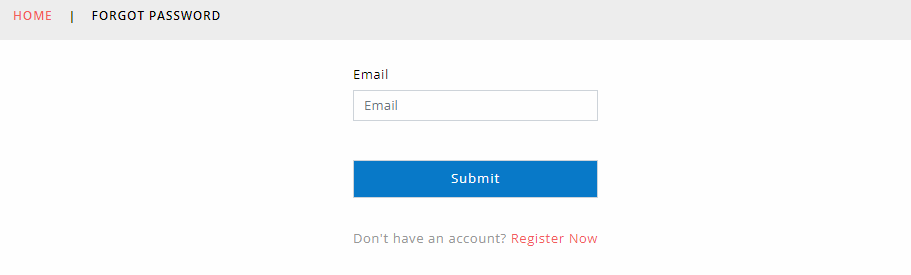 HOME | FORGOT PASSWORD
Email
Email
Submit
Don't have an account? Register Now